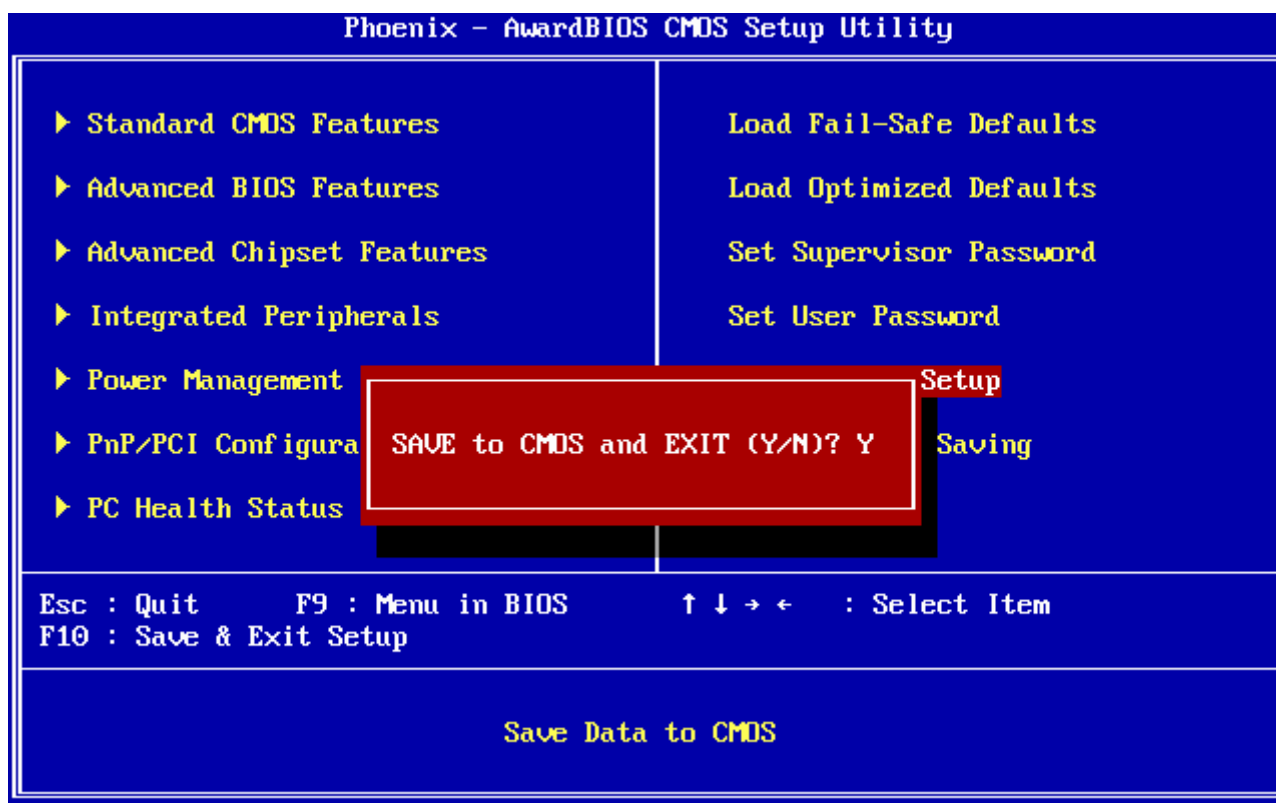 Phoenix - AwardBIOS CMOS Setup Utility
Standard CMOS Features
Advanced BIOS Features
Advanced Chipset Features
Integrated Peripherals
Power Management
PnP/PCI Configura
PC Health Status
Load Fail-Safe Defaults
Load Optimized Defaults
Set Supervisor Password
Set User Password
Setup
Saving
SAVE to CMOS and EXIT (Y/N)? Y
Esc : Quit F9 : Menu in BIOS ↑ ↓ → ← : Select Item
F10 : Save & Exit Setup
Save Data to CMOS